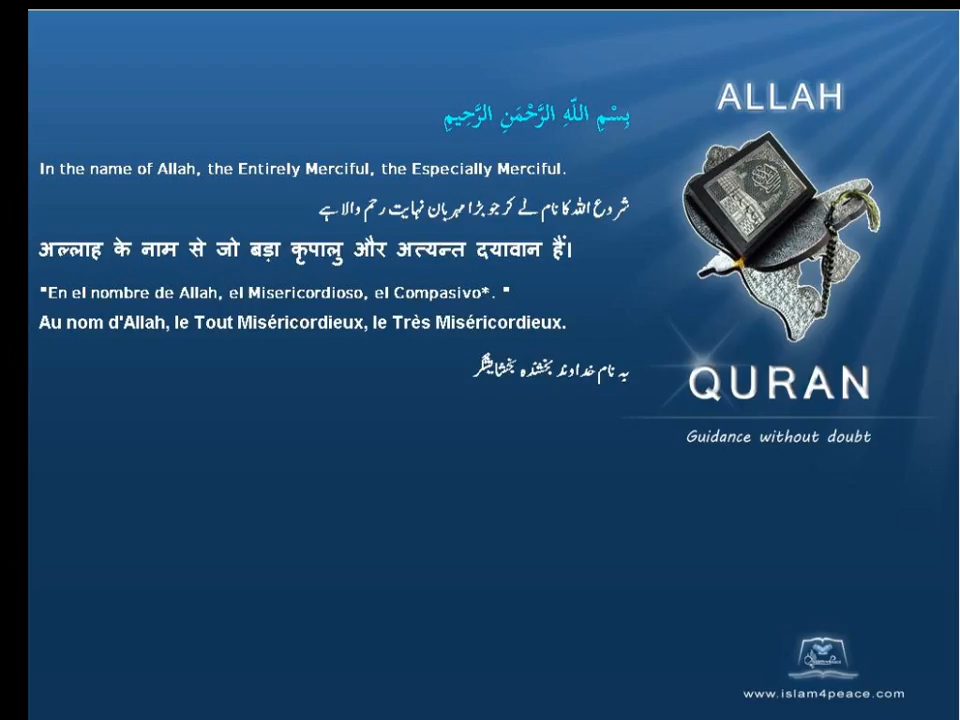 بِسْمِ اللَّهِ الرَّحْمَنِ الرَّحِيمِ
In the name of Allah, the Entirely Merciful, the Especially Merciful.
شروع الله کا نام لے کر جو بڑا مہربان نہایت رحم والا ہے
अल्लाह के नाम से जो बड़ा कृपालु और अत्यन्त दयावान हैं।
"En el nombre de Allah, el Misericordioso, el Compasivo*. "
Au nom d'Allah, le Tout Miséricordieux, le Très Miséricordieux.
به نام خداوند بخشنده بخشایشگر
ALLAH
QURAN
Guidance without doubt
www.islam4peace.com